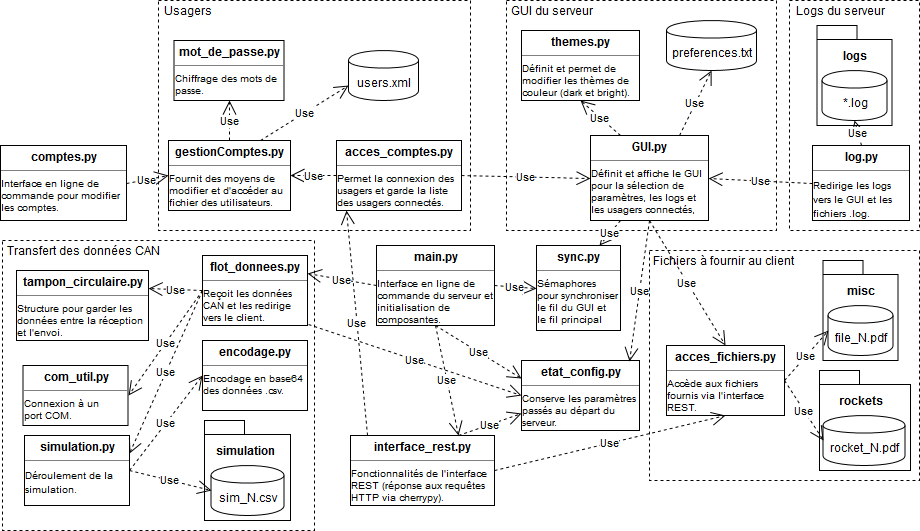 Usagers
mot_de_passe.py
Chiffrage des mots de
passe.
users.xml
Use
Use
comptes.py
Interface en ligne de
commande pour modifier
les comptes.
Use
gestionComptes.py
Fournit des moyens de
modifier et d'accéder au
fichier des utilisateurs.
Use
acces_comptes.py
Permet la connexion des
usagers et garde la liste
des usagers connectés.
Use
GUI du serveur
themes.py
Définit et permet de
modifier les thèmes de
couleur (dark et bright).
preferences.txt
Use
Use
GUI.py
Définit et affiche le GUI
pour la sélection de
paramètres, les logs et
les usagers connectés,
Use
Logs du serveur
logs
*.log
Use
log.py
Redirige les logs
vers le GUI et les
fichiers .log.
Transfert des données CAN
tampon_circulaire.py
Structure pour garder les
données entre la réception
et l'envoi.
Use
flot_donnees.py
Reçoit les données
CAN et les redirige
vers le client.
Use
main.py
Interface en ligne de
commande du serveur et
initialisation de
composantes.
Use
sync.py
Sémaphores
pour synchroniser
le fil du GUI et
le fil principal
Use
Use
Use
Use
Use
Use
Use
encodage.py
Encodage en base64
des données .csv.
com_util.py
Connexion à un
port COM.
Use
simulation.py
Déroulement de la
simulation.
Use
simulation
sim_N.csv
Use
etat_config.py
Conserve les paramètres
passés au départ du
serveur.
Use
Use
interface_rest.py
Fonctionnalités de l'interface
REST (réponse aux requêtes
HTTP via cherrypy).
Use
Fichiers à fournir au client
misc
file_N.pdf
Use
acces_fichiers.py
Accède aux fichiers
fournis via l'interface
REST.
Use
rockets
rocket_N.pdf